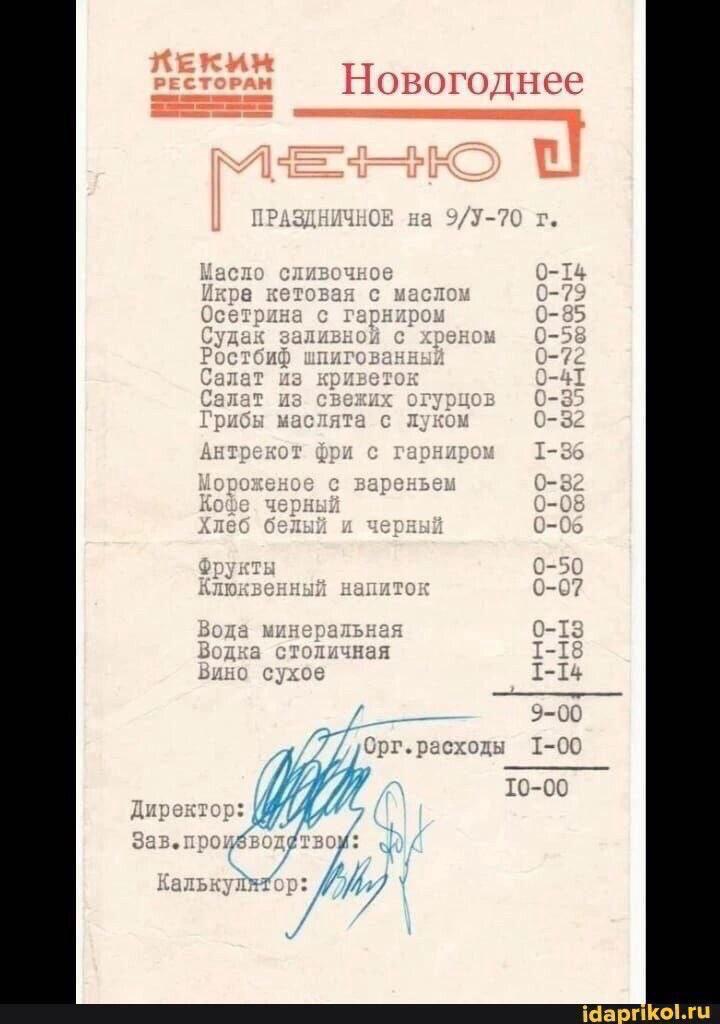 ПЕКИН
РЕСТОРАН
Новогоднее
МЕНЮ
ПРАЗДНИЧНОЕ на 9/У-70 г.
Масло сливочное 0-I4
Икра кетовая с маслом 0-79
Осетрина с гарниром 0-85
Судак заливной с хреном 0-58
Ростбиф шпигованный 0-72
Салат из криветок 0-4I
Салат из свежих огурцов 0-35
Грибы маслята с луком 0-32
Антрекот фри с гарниром I-36
Мороженое с вареньем 0-32
Кофе черный 0-08
Хлеб белый и черный 0-06
Фрукты 0-50
Клюквенный напиток 0-07
Вода минеральная 0-I3
Водка столичная I-I8
Вино сухое I-I4
9-00
Орг.расходы I-00
I0-00
Директор:
Зав.производством:
Калькулятор:
idaprikol.ru